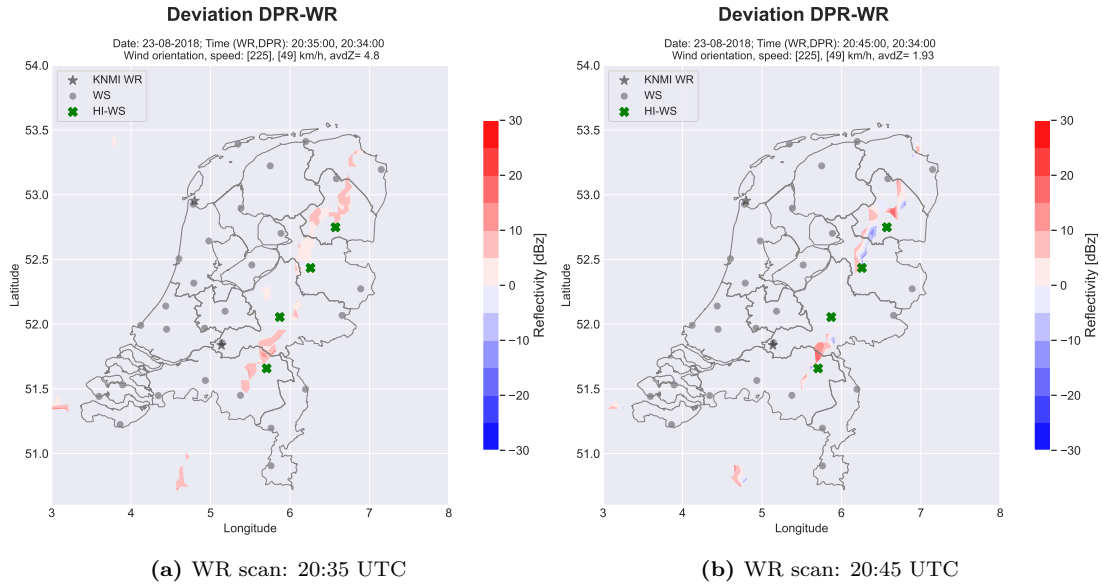 Deviation DPR-WR
Date: 23-08-2018; Time (WR,DPR): 20:35:00, 20:34:00
Wind orientation, speed: [225], [49] km/h, avdZ= 4.8
KNMI WR
WS
HI-WS
54.0
53.5
53.0
52.5
52.0
51.5
51.0
Latitude
3
4
5
6
7
8
Longitude
30
20
10
0
−10
−20
−30
Reflectivity [dBz]
(a) WR scan: 20:35 UTC
Deviation DPR-WR
Date: 23-08-2018; Time (WR,DPR): 20:45:00, 20:34:00
Wind orientation, speed: [225], [49] km/h, avdZ= 1.93
KNMI WR
WS
HI-WS
54.0
53.5
53.0
52.5
52.0
51.5
51.0
Latitude
3
4
5
6
7
8
Longitude
30
20
10
0
−10
−20
−30
Reflectivity [dBz]
(b) WR scan: 20:45 UTC